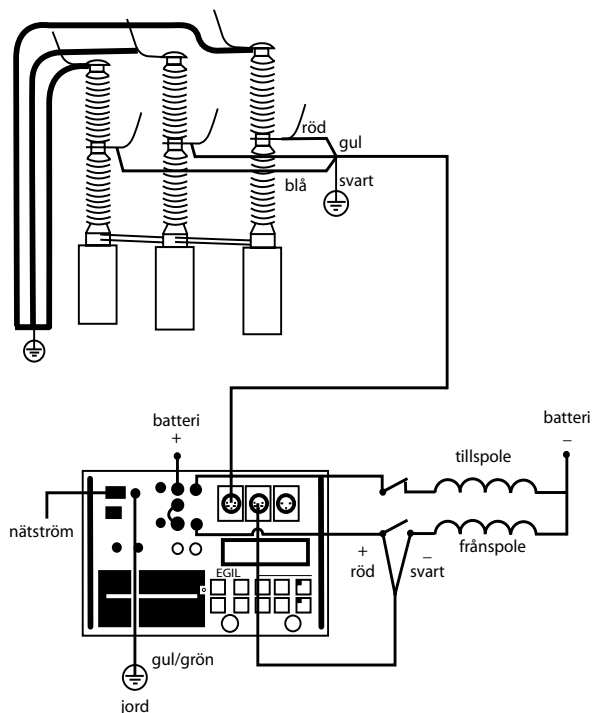 röd
gul
blå
svart
batteri
+
batteri
–
tillspole
nätström
+
röd
–
svart
frånspole
EGIL
gul/grön
jord